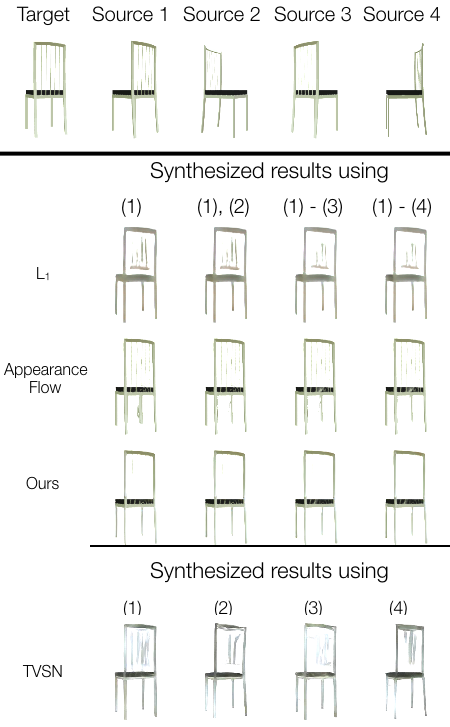 Target Source 1 Source 2 Source 3 Source 4
Synthesized results using
(1) (1), (2) (1) - (3) (1) - (4)
L₁
Appearance
Flow
Ours
Synthesized results using
(1) (2) (3) (4)
TVSN